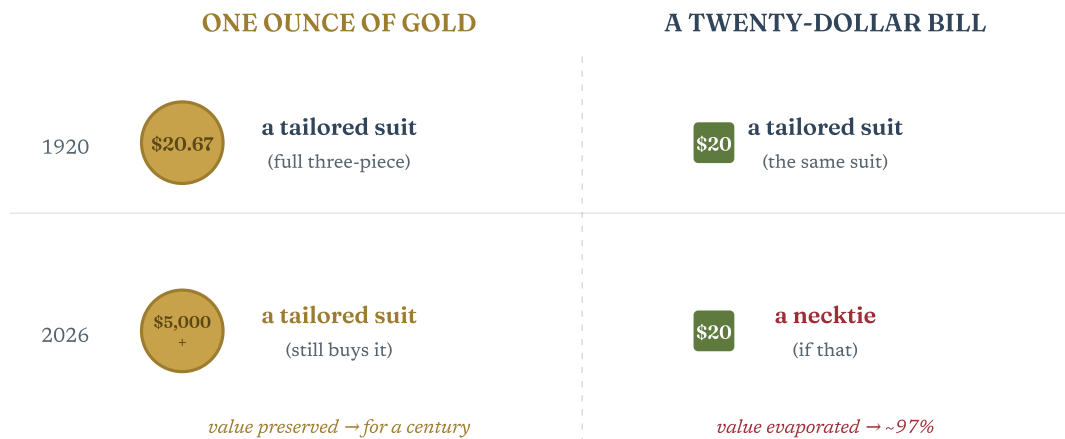 ONE OUNCE OF GOLD
A TWENTY-DOLLAR BILL
1920
$20.67
a tailored suit
(full three-piece)
$20
a tailored suit
(the same suit)
2026
$5,000
+
a tailored suit
(still buys it)
$20
a necktie
(if that)
value preserved → for a century
value evaporated → ~97%